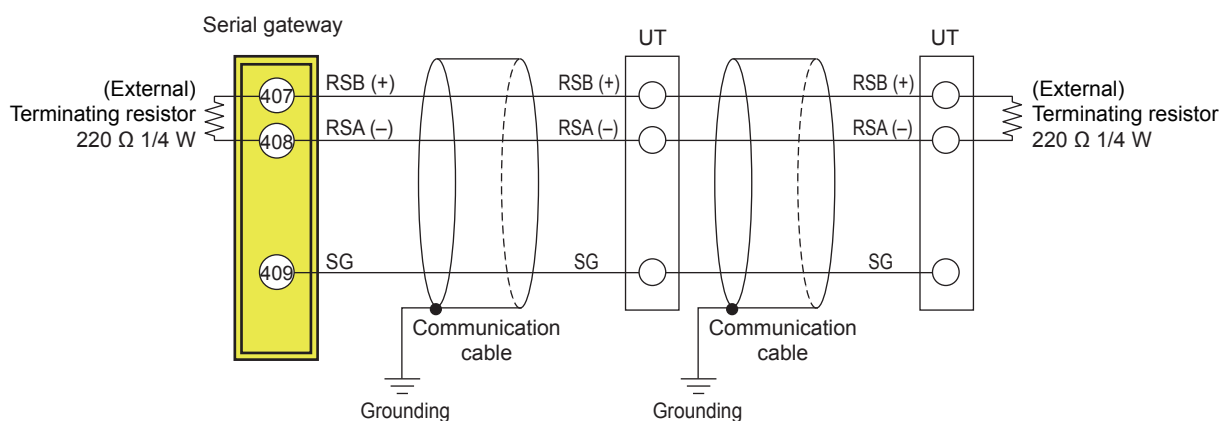 Serial gateway
UT
UT
(External)
Terminating resistor
220 Ω 1/4 W
407
RSB (+)
RSB (+)
RSB (+)
(External)
Terminating resistor
220 Ω 1/4 W
408
RSA (–)
RSA (–)
RSA (–)
409
SG
SG
SG
Communication
cable
Communication
cable
Grounding
Grounding